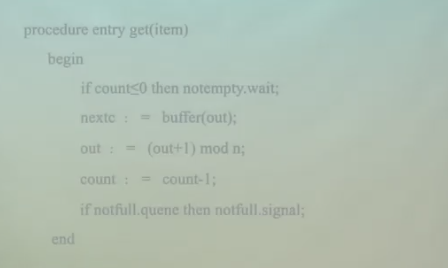 procedure entry get(item)
begin
if count≤0 then notempty.wait;
nextc : = buffer(out);
out : = (out+1) mod n;
count : = count-1;
if notfull.quene then notfull.signal;
end